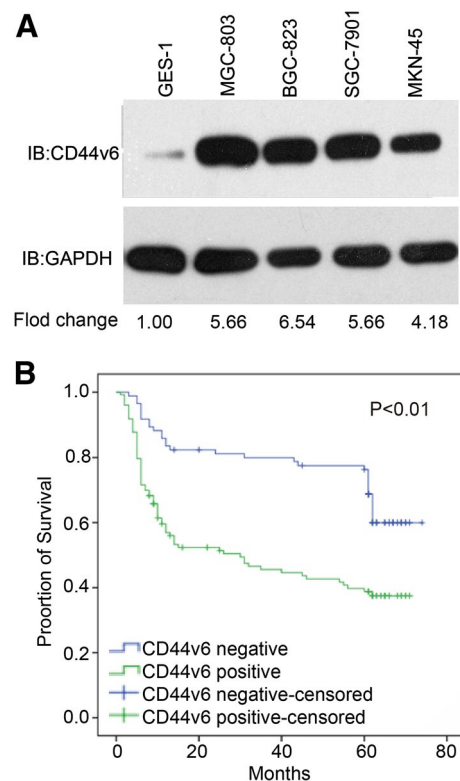 A
GES-1 MGC-803 BGC-823 SGC-7901 MKN-45
IB:CD44v6
IB:GAPDH
Flod change 1.00 5.66 6.54 5.66 4.18
B
P<0.01
Proortion of Survival
1.0
0.8
0.6
0.4
0.2
0.0
CD44v6 negative
CD44v6 positive
CD44v6 negative-censored
CD44v6 positive-censored
0 20 40 60 80
Months